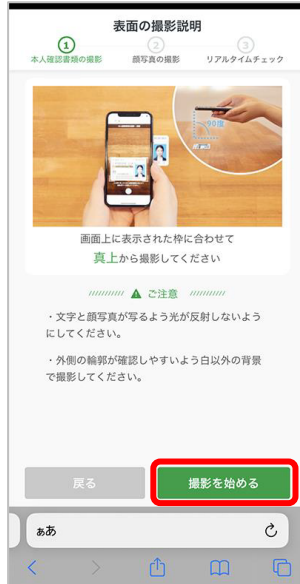 表面の撮影説明
1
2
3
本人確認書類の撮影
顔写真の撮影
リアルタイムチェック
90度
画面上に表示された枠に合わせて
真上から撮影してください
ご注意
・文字と顔写真が写るよう光が反射しないよう
にしてください。
・外側の輪郭が確認しやすいよう白以外の背景
で撮影してください。
戻る
撮影を始める
ぁあ